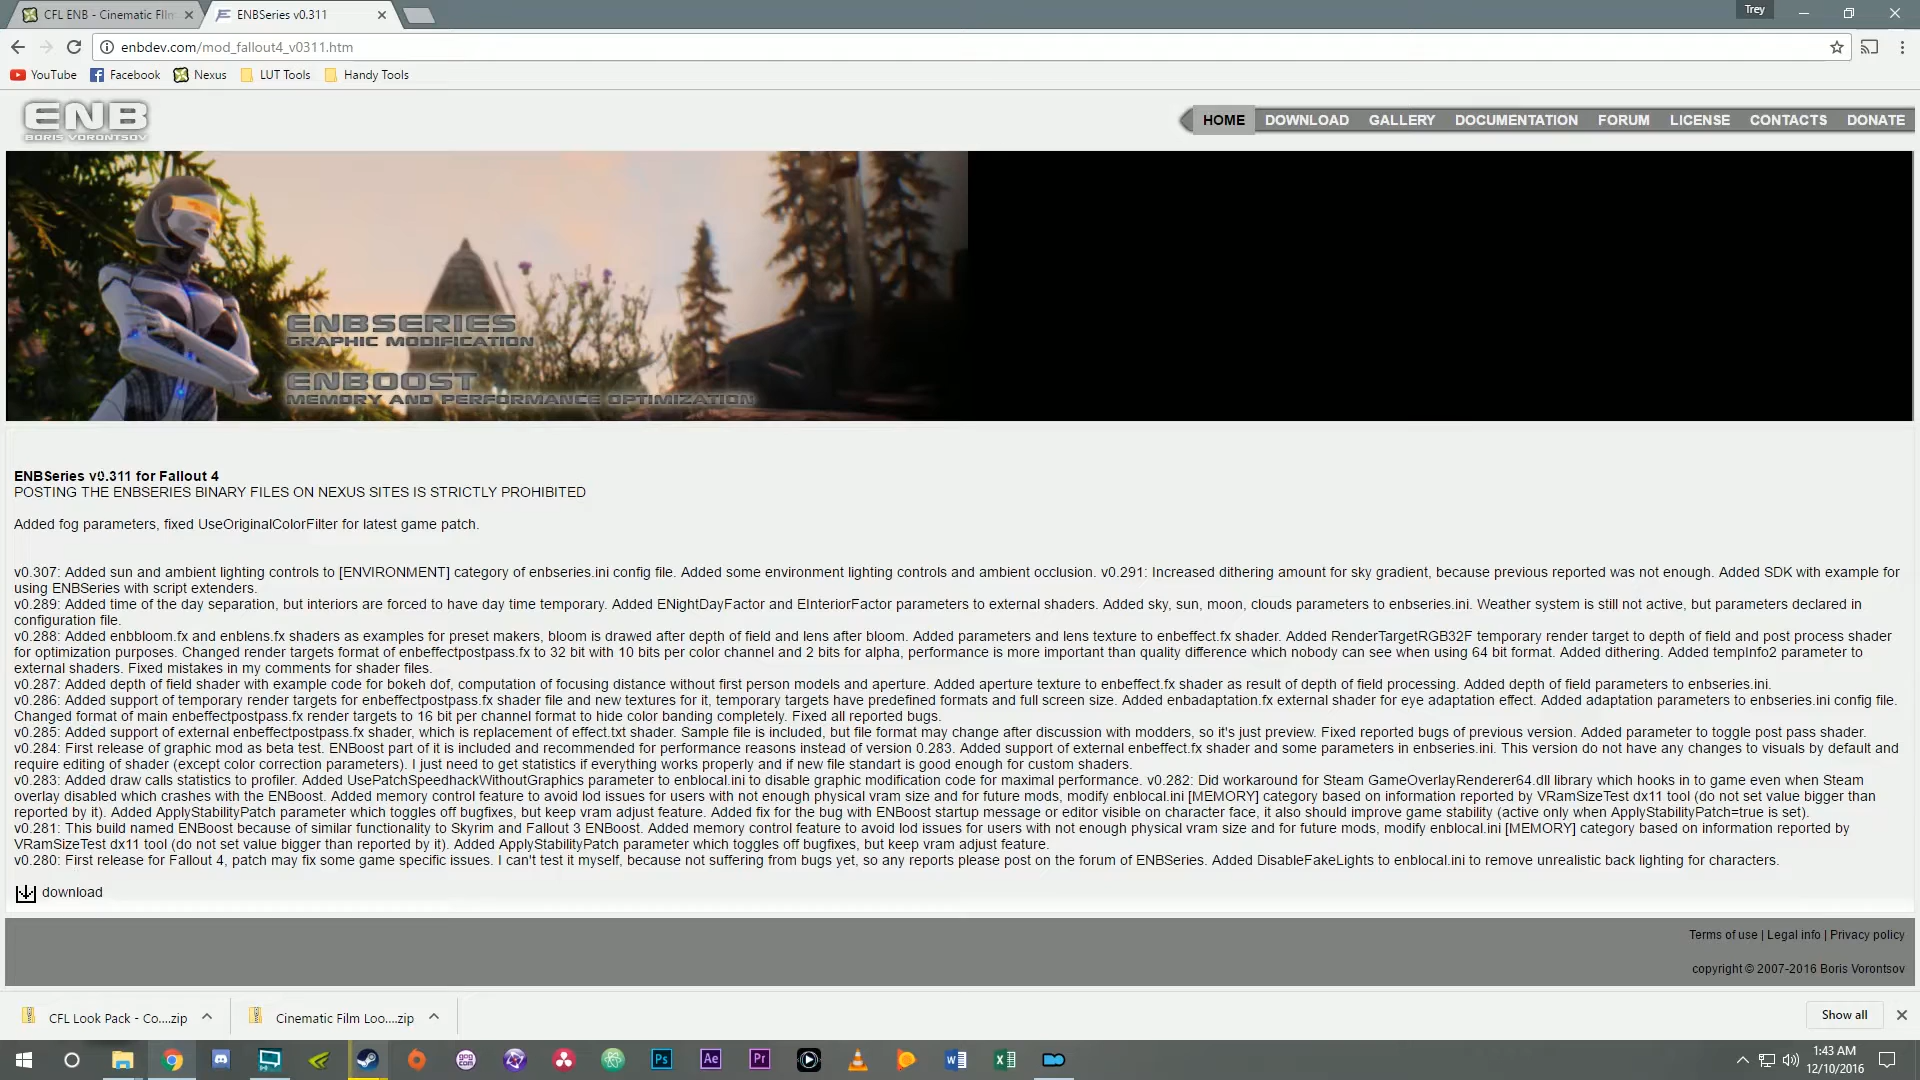 CFL ENB - Cinematic Film
ENBSeries v0.311
Trey
enbdev.com/mod_fallout4_v0311.htm
YouTube
Facebook
Nexus
LUT Tools
Handy Tools
ENB
BORIS VORONTSOV
HOME
DOWNLOAD
GALLERY
DOCUMENTATION
FORUM
LICENSE
CONTACTS
DONATE
ENBSERIES
GRAPHIC MODIFICATION
ENBOOST
MEMORY AND PERFORMANCE OPTIMIZATION
ENBSeries v0.311 for Fallout 4
POSTING THE ENBSERIES BINARY FILES ON NEXUS SITES IS STRICTLY PROHIBITED
Added fog parameters, fixed UseOriginalColorFilter for latest game patch.
v0.307: Added sun and ambient lighting controls to [ENVIRONMENT] category of enbseries.ini config file. Added some environment lighting controls and ambient occlusion. v0.291: Increased dithering amount for sky gradient, because previous reported was not enough. Added SDK with example for
using ENBSeries with script extenders.
v0.289: Added time of the day separation, but interiors are forced to have day time temporary. Added ENightDayFactor and EInteriorFactor parameters to external shaders. Added sky, sun, moon, clouds parameters to enbseries.ini. Weather system is still not active, but parameters declared in
configuration file.
v0.288: Added enbbloom.fx and enblens.fx shaders as examples for preset makers, bloom is drawed after depth of field and lens after bloom. Added parameters and lens texture to enbeffect.fx shader. Added RenderTargetRGB32F temporary render target to depth of field and post process shader
for optimization purposes. Changed render targets format of enbeffectpostpass.fx to 32 bit with 10 bits per color channel and 2 bits for alpha, performance is more important than quality difference which nobody can see when using 64 bit format. Added dithering. Added tempInfo2 parameter to
external shaders. Fixed mistakes in my comments for shader files.
v0.287: Added depth of field shader with example code for bokeh dof, computation of focusing distance without first person models and aperture. Added aperture texture to enbeffect.fx shader as result of depth of field processing. Added depth of field parameters to enbseries.ini.
v0.286: Added support of temporary render targets for enbeffectpostpass.fx shader file and new textures for it, temporary targets have predefined formats and full screen size. Added enbadaptation.fx external shader for eye adaptation effect. Added adaptation parameters to enbseries.ini config file.
Changed format of main enbeffectpostpass.fx render targets to 16 bit per channel format to hide color banding completely. Fixed all reported bugs.
v0.285: Added support of external enbeffectpostpass.fx shader, which is replacement of effect.txt shader. Sample file is included, but file format may change after discussion with modders, so it's just preview. Fixed reported bugs of previous version. Added parameter to toggle post pass shader.
v0.284: First release of graphic mod as beta test. ENBoost part of it is included and recommended for performance reasons instead of version 0.283. Added support of external enbeffect.fx shader and some parameters in enbseries.ini. This version do not have any changes to visuals by default and
require editing of shader (except color correction parameters). I just need to get statistics if everything works properly and if new file standart is good enough for custom shaders.
v0.283: Added draw calls statistics to profiler. Added UsePatchSpeedhackWithoutGraphics parameter to enblocal.ini to disable graphic modification code for maximal performance. v0.282: Did workaround for Steam GameOverlayRenderer64.dll library which hooks in to game even when Steam
overlay disabled which crashes with the ENBoost. Added memory control feature to avoid lod issues for users with not enough physical vram size and for future mods, modify enblocal.ini [MEMORY] category based on information reported by VRamSizeTest dx11 tool (do not set value bigger than
reported by it). Added ApplyStabilityPatch parameter which toggles off bugfixes, but keep vram adjust feature. Added fix for the bug with ENBoost startup message or editor visible on character face, it also should improve game stability (active only when ApplyStabilityPatch=true is set).
v0.281: This build named ENBoost because of similar functionality to Skyrim and Fallout 3 ENBoost. Added memory control feature to avoid lod issues for users with not enough physical vram size and for future mods, modify enblocal.ini [MEMORY] category based on information reported by
VRamSizeTest dx11 tool (do not set value bigger than reported by it). Added ApplyStabilityPatch parameter which toggles off bugfixes, but keep vram adjust feature.
v0.280: First release for Fallout 4, patch may fix some game specific issues. I can't test it myself, because not suffering from bugs yet, so any reports please post on the forum of ENBSeries. Added DisableFakeLights to enblocal.ini to remove unrealistic back lighting for characters.
download
Terms of use | Legal info | Privacy policy
copyright © 2007-2016 Boris Vorontsov
CFL Look Pack - Co....zip
Cinematic Film Loo....zip
Show all
gog
com
Ps
Ae
Pr
1:43 AM
12/10/2016